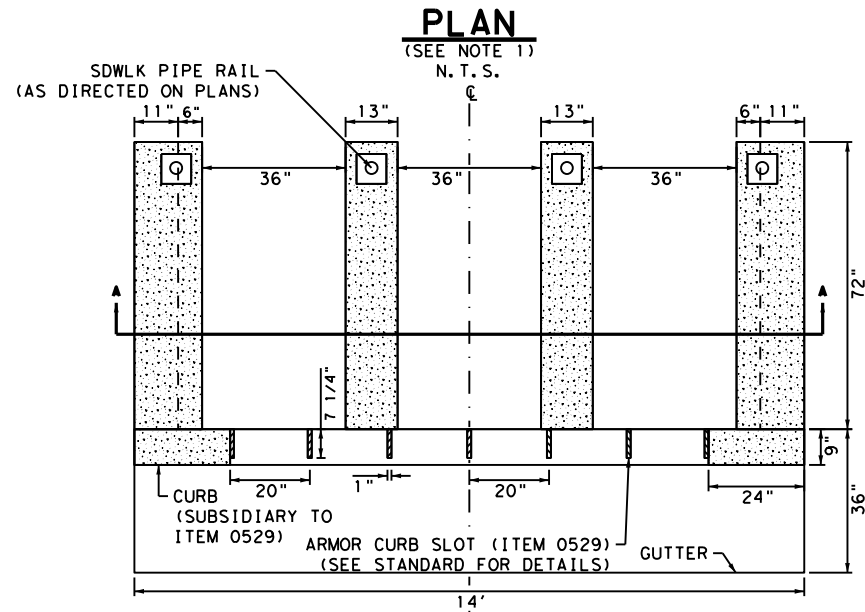 PLAN
(SEE NOTE 1)
N.T.S.
℄
SDWLK PIPE RAIL
(AS DIRECTED ON PLANS)
11" 6" 13" 13" 6" 11"
36" 36" 36"
72"
A A
7 1/4"
9"
20" 1" 20" 24"
36"
CURB
(SUBSIDIARY TO
ITEM 0529)
ARMOR CURB SLOT (ITEM 0529)
(SEE STANDARD FOR DETAILS)
GUTTER
14'